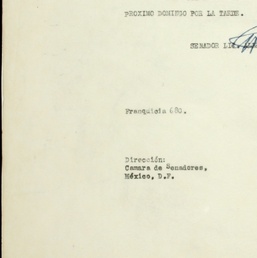 PROXIMO DOMINGO POR LA TARDE.
SENADOR LIC.
Franquicia 680.
Dirección:
Camara de Senadores.
México, D.F.